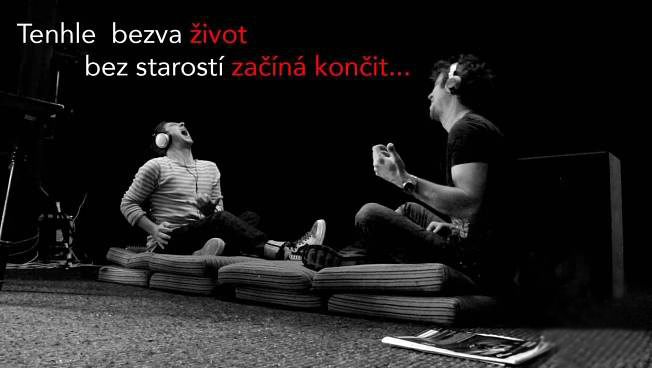 Tenhle bezva život
bez starostí začíná končit...